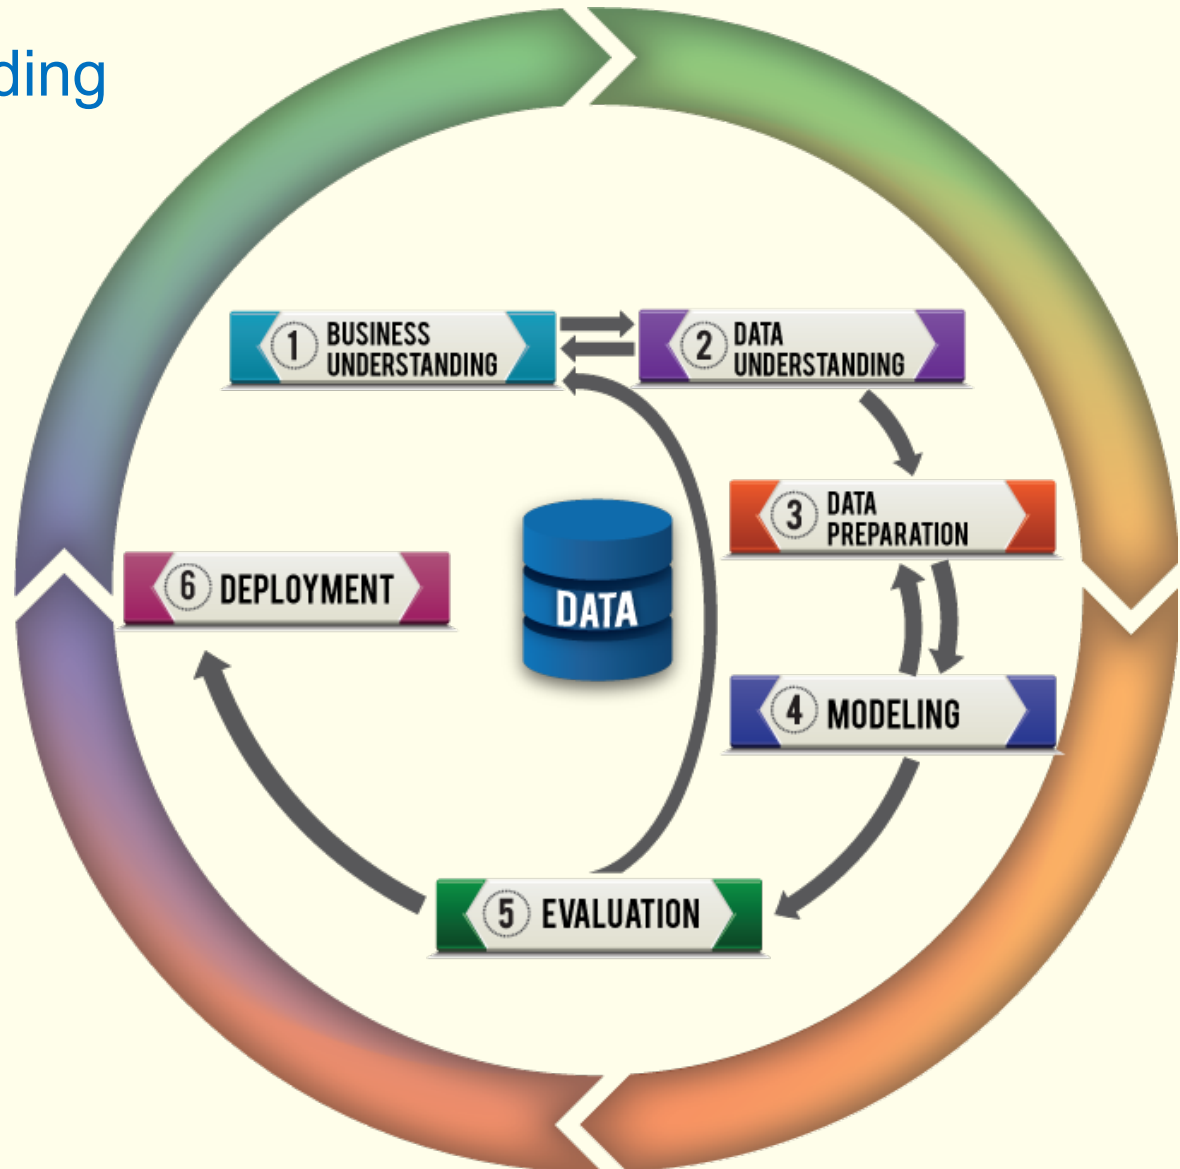 ding
1 BUSINESS
UNDERSTANDING
2 DATA
UNDERSTANDING
3 DATA
PREPARATION
6 DEPLOYMENT
DATA
4 MODELING
5 EVALUATION